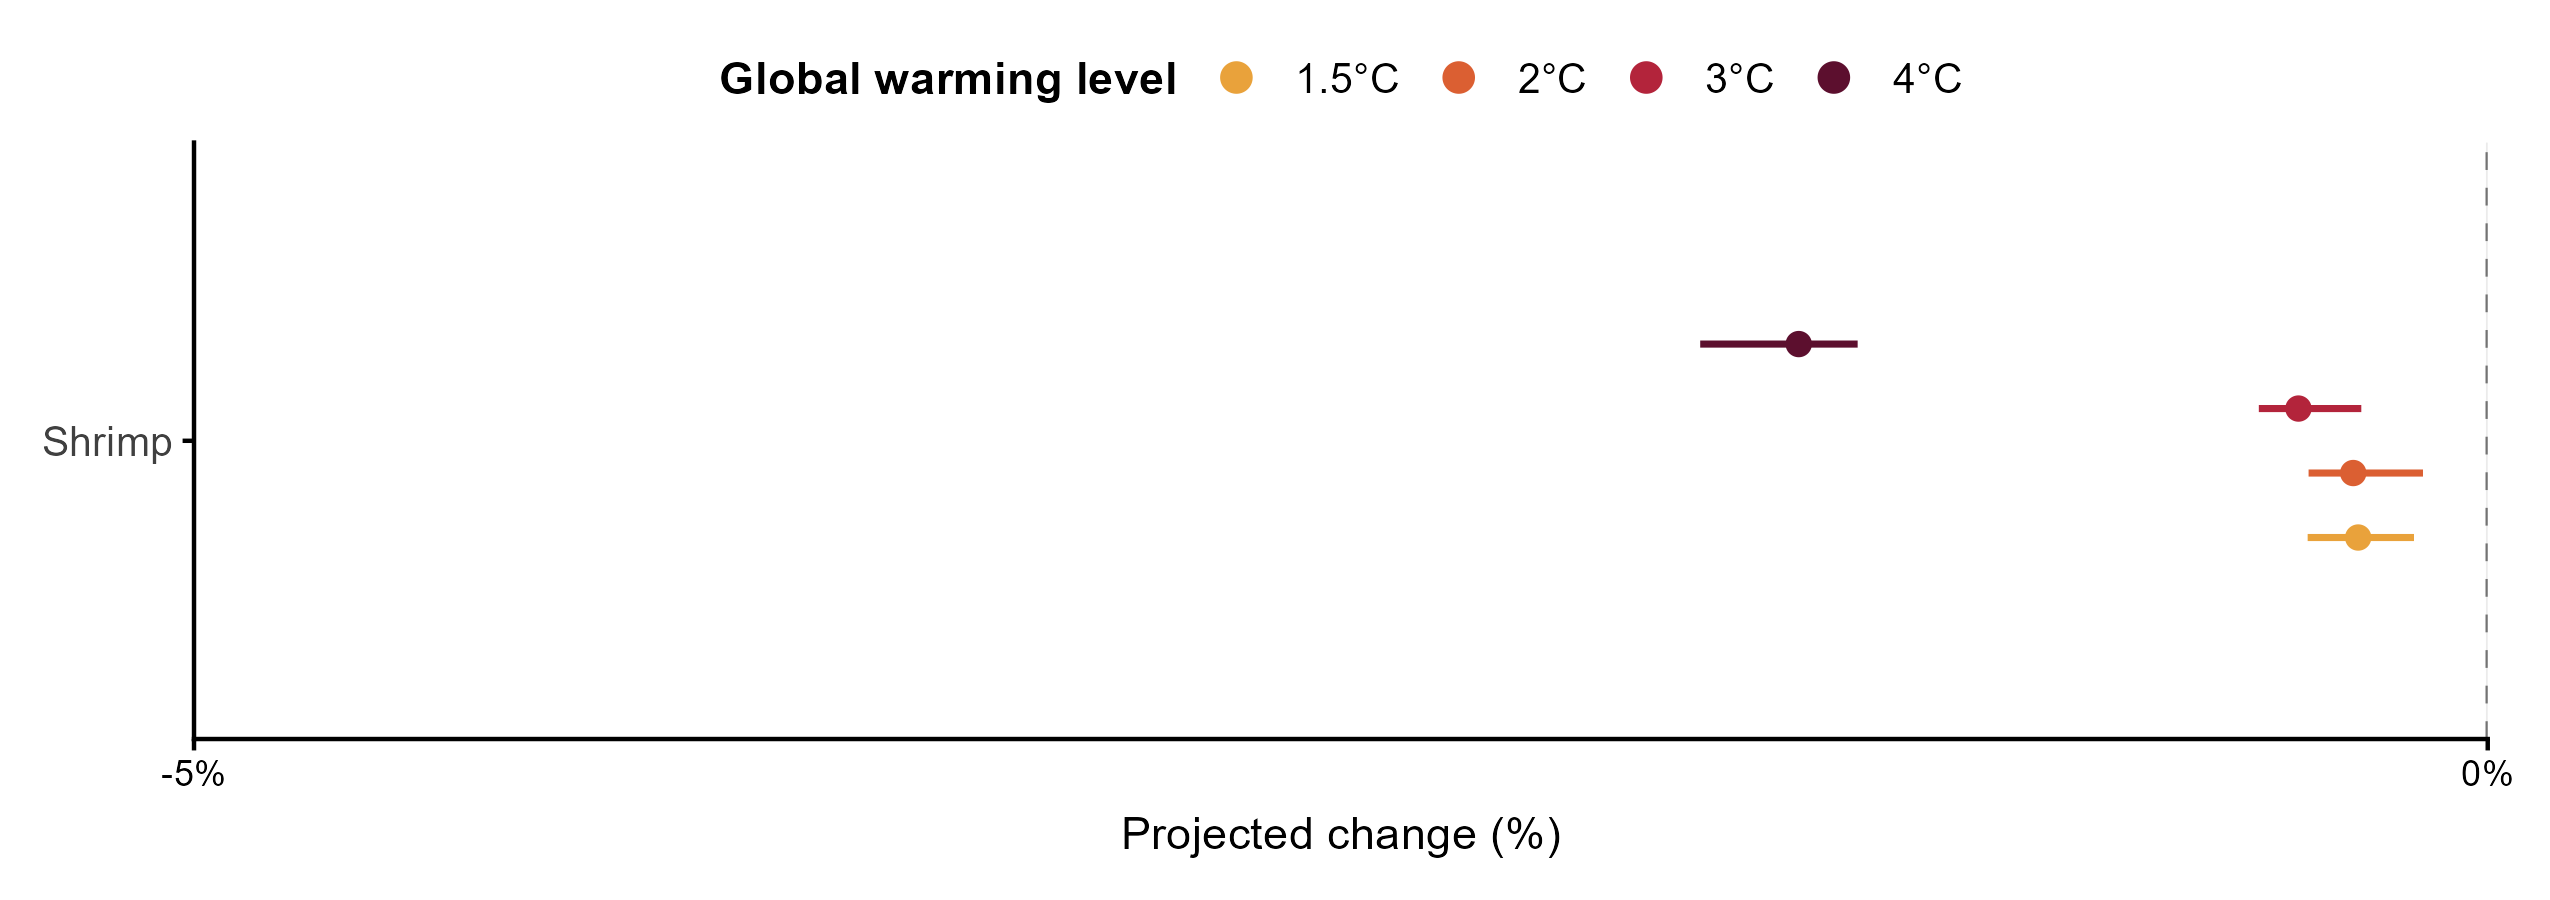 Global warming level 1.5°C 2°C 3°C 4°C
Shrimp
-5% 0%
Projected change (%)